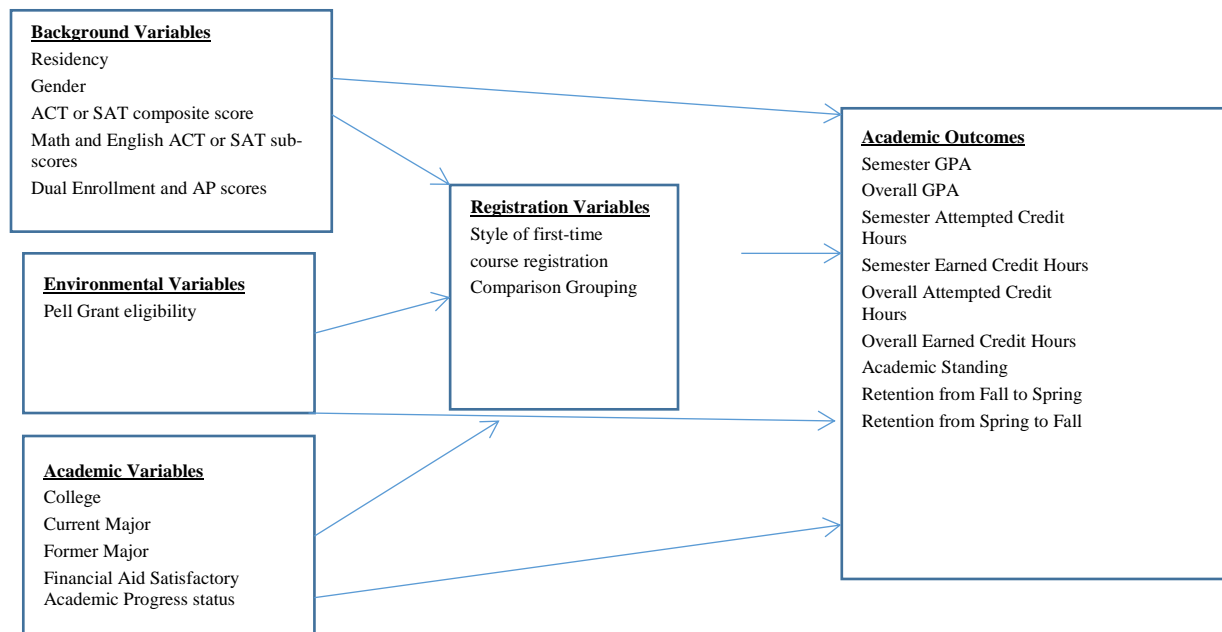 Background Variables
Residency
Gender
ACT or SAT composite score
Math and English ACT or SAT sub-
scores
Dual Enrollment and AP scores
Environmental Variables
Pell Grant eligibility
Academic Variables
College
Current Major
Former Major
Financial Aid Satisfactory
Academic Progress status
Registration Variables
Style of first-time
course registration
Comparison Grouping
Academic Outcomes
Semester GPA
Overall GPA
Semester Attempted Credit
Hours
Semester Earned Credit Hours
Overall Attempted Credit
Hours
Overall Earned Credit Hours
Academic Standing
Retention from Fall to Spring
Retention from Spring to Fall